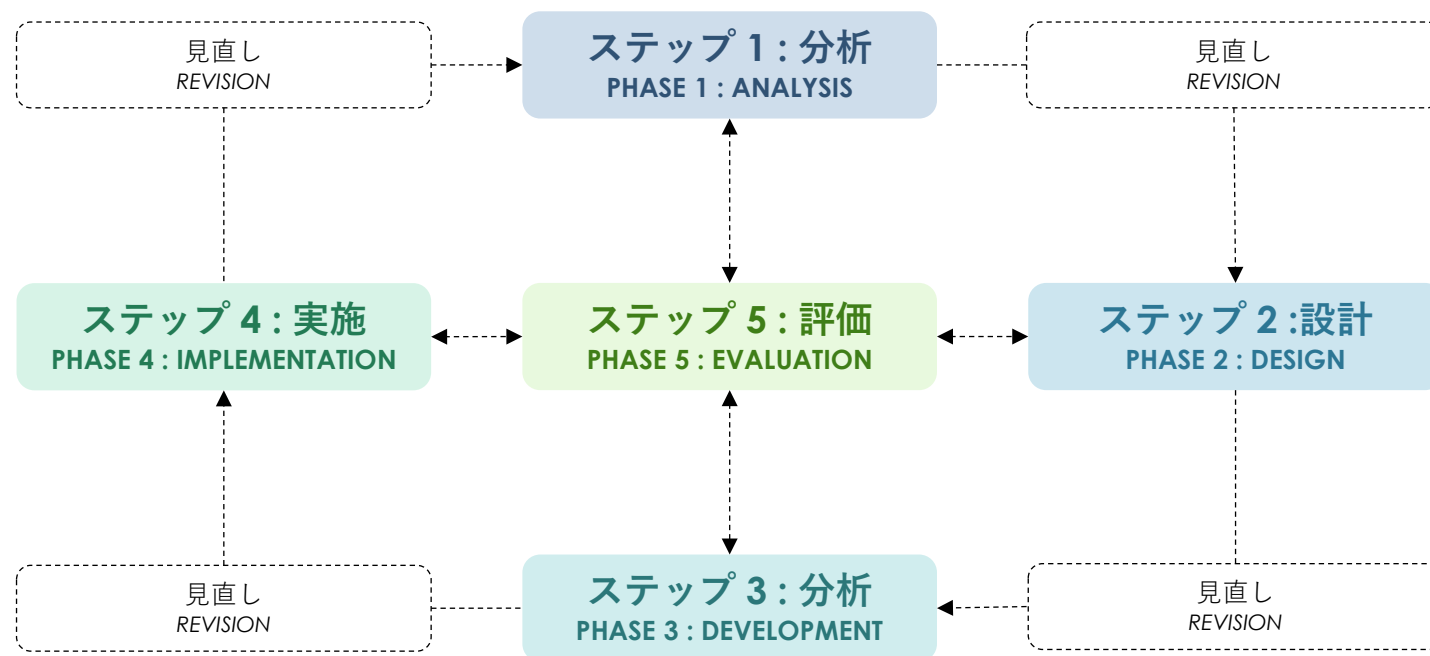 見直し
REVISION
ステップ 1 : 分析
PHASE 1 : ANALYSIS
見直し
REVISION
ステップ 4 : 実施
PHASE 4 : IMPLEMENTATION
ステップ 5 : 評価
PHASE 5 : EVALUATION
ステップ 2 :設計
PHASE 2 : DESIGN
見直し
REVISION
ステップ 3 : 分析
PHASE 3 : DEVELOPMENT
見直し
REVISION